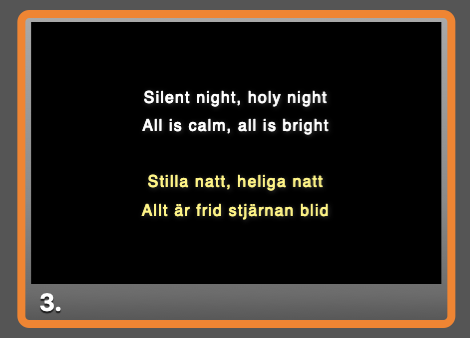 Silent night, holy night
All is calm, all is bright
Stilla natt, heliga natt
Allt är frid stjärnan blid
3.